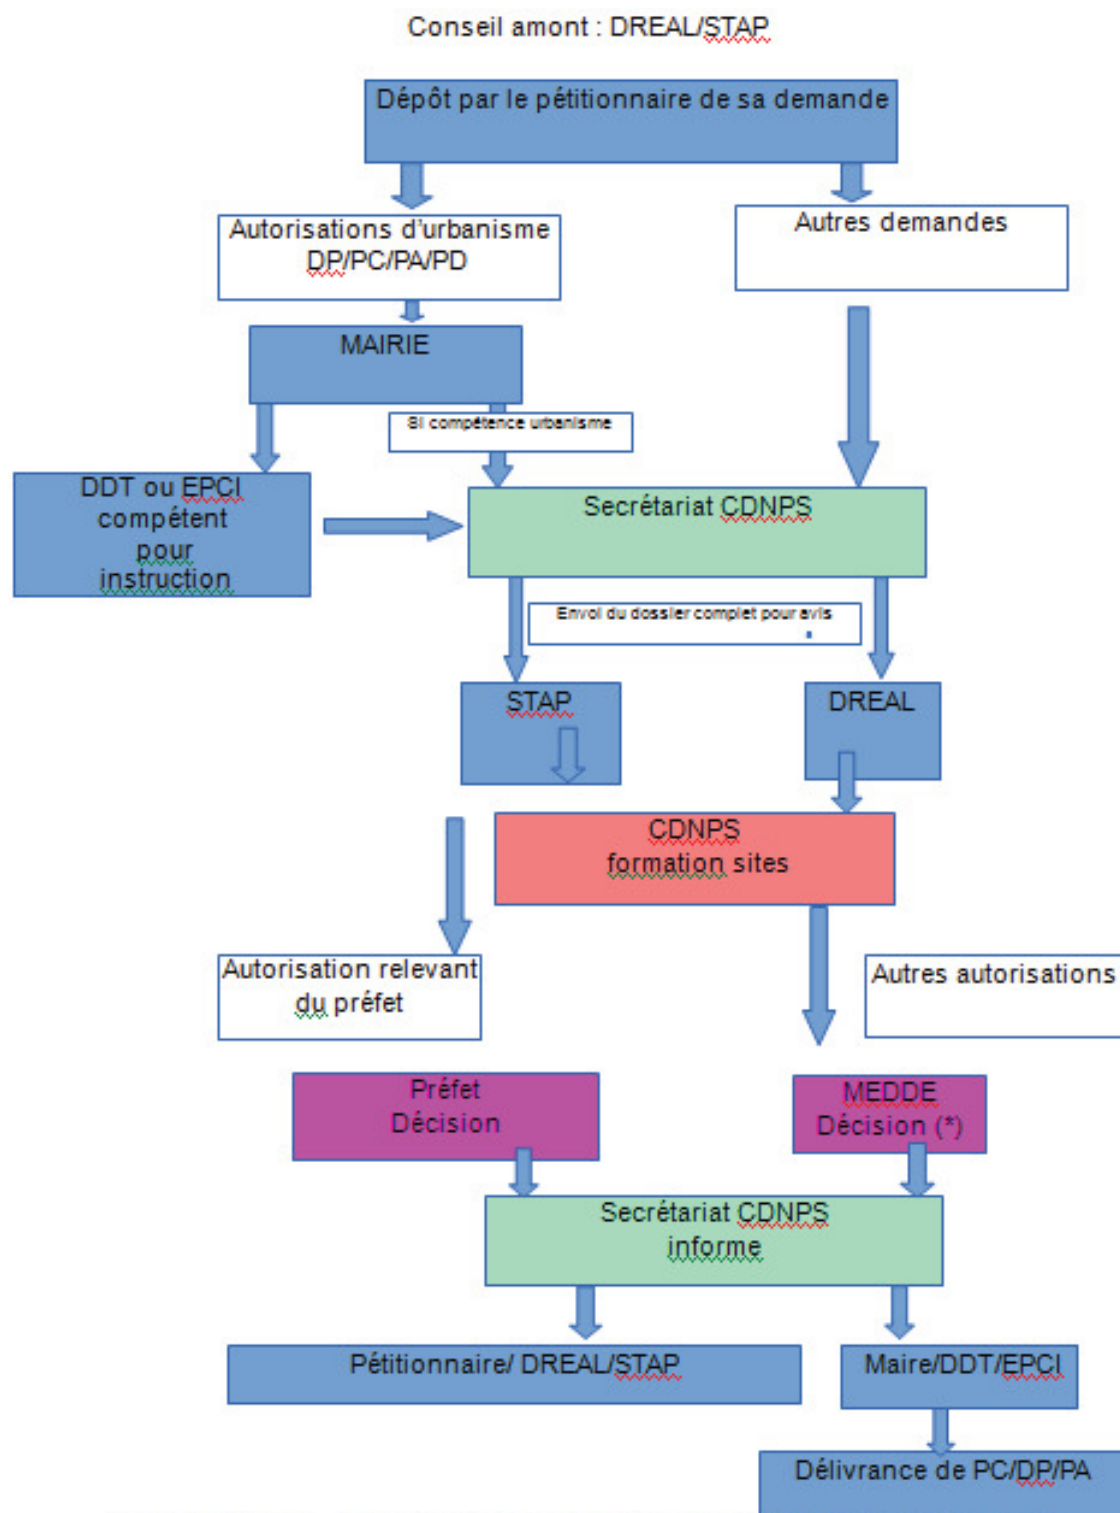 Conseil amont : DREAL/STAP
Dépôt par le pétitionnaire de sa demande
Autorisations d'urbanisme
DP/PC/PA/PD
Autres demandes
MAIRIE
Si compétence urbanisme
DDT ou EPCI
compétent
pour
instruction
Secrétariat CDNPS
Envoi du dossier complet pour avis
STAP
DREAL
CDNPS
formation sites
Autorisation relevant
du préfet
Autres autorisations
Préfet
Décision
MEDDE
Décision (*)
Secrétariat CDNPS
informe
Pétitionnaire/ DREAL/STAP
Maire/DDT/EPCI
Délivrance de PC/DP/PA